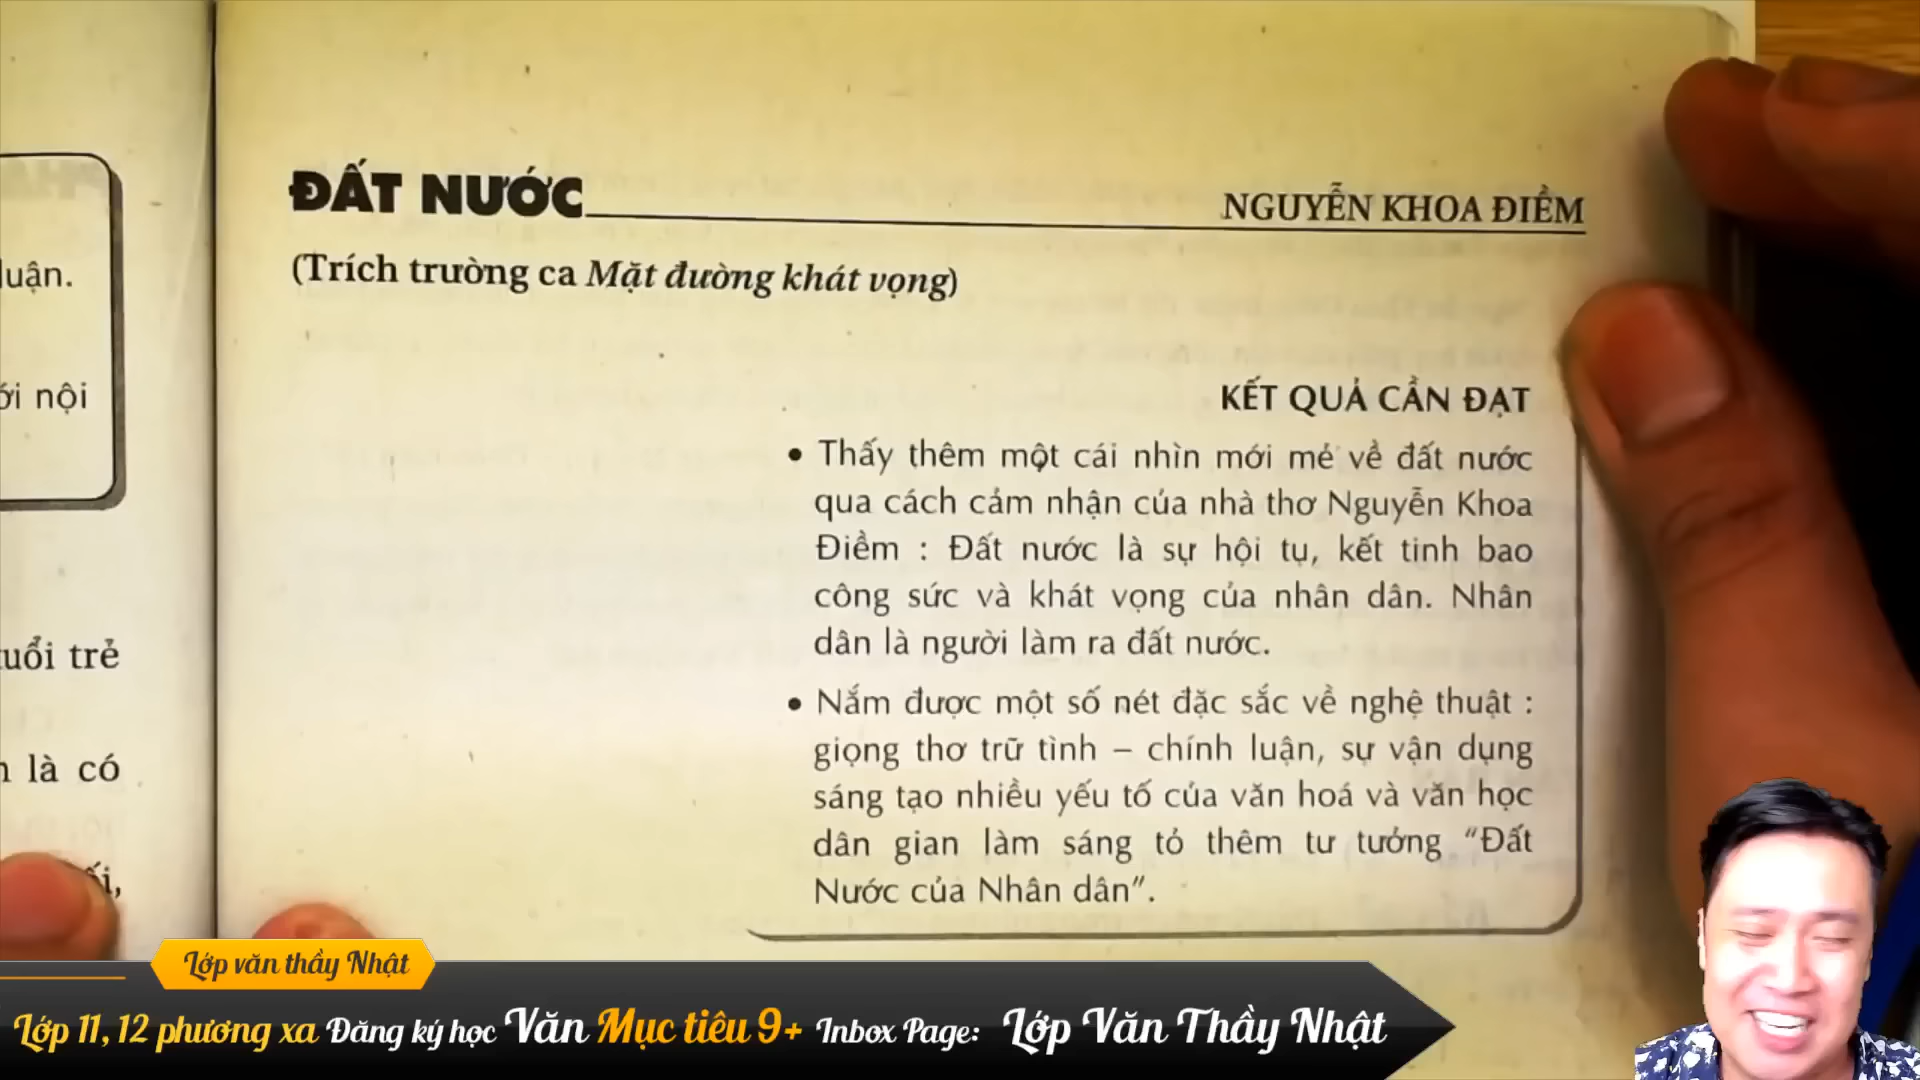 luận.
ới nội
uổi trẻ
là có
ối,
ĐẤT NƯỚC
NGUYỄN KHOA ĐIỀM
(Trích trường ca Mặt đường khát vọng)
KẾT QUẢ CẦN ĐẠT
• Thấy thêm một cái nhìn mới mẻ về đất nước
qua cách cảm nhận của nhà thơ Nguyễn Khoa
Điềm : Đất nước là sự hội tụ, kết tinh bao
công sức và khát vọng của nhân dân. Nhân
dân là người làm ra đất nước.
• Nắm được một số nét đặc sắc về nghệ thuật :
giọng thơ trữ tình – chính luận, sự vận dụng
sáng tạo nhiều yếu tố của văn hoá và văn học
dân gian làm sáng tỏ thêm tư tưởng "Đất
Nước của Nhân dân".
Lớp văn thầy Nhật
Lớp 11, 12 phương xa Đăng ký học Văn Mục tiêu 9+ Inbox Page: Lớp Văn Thầy Nhật